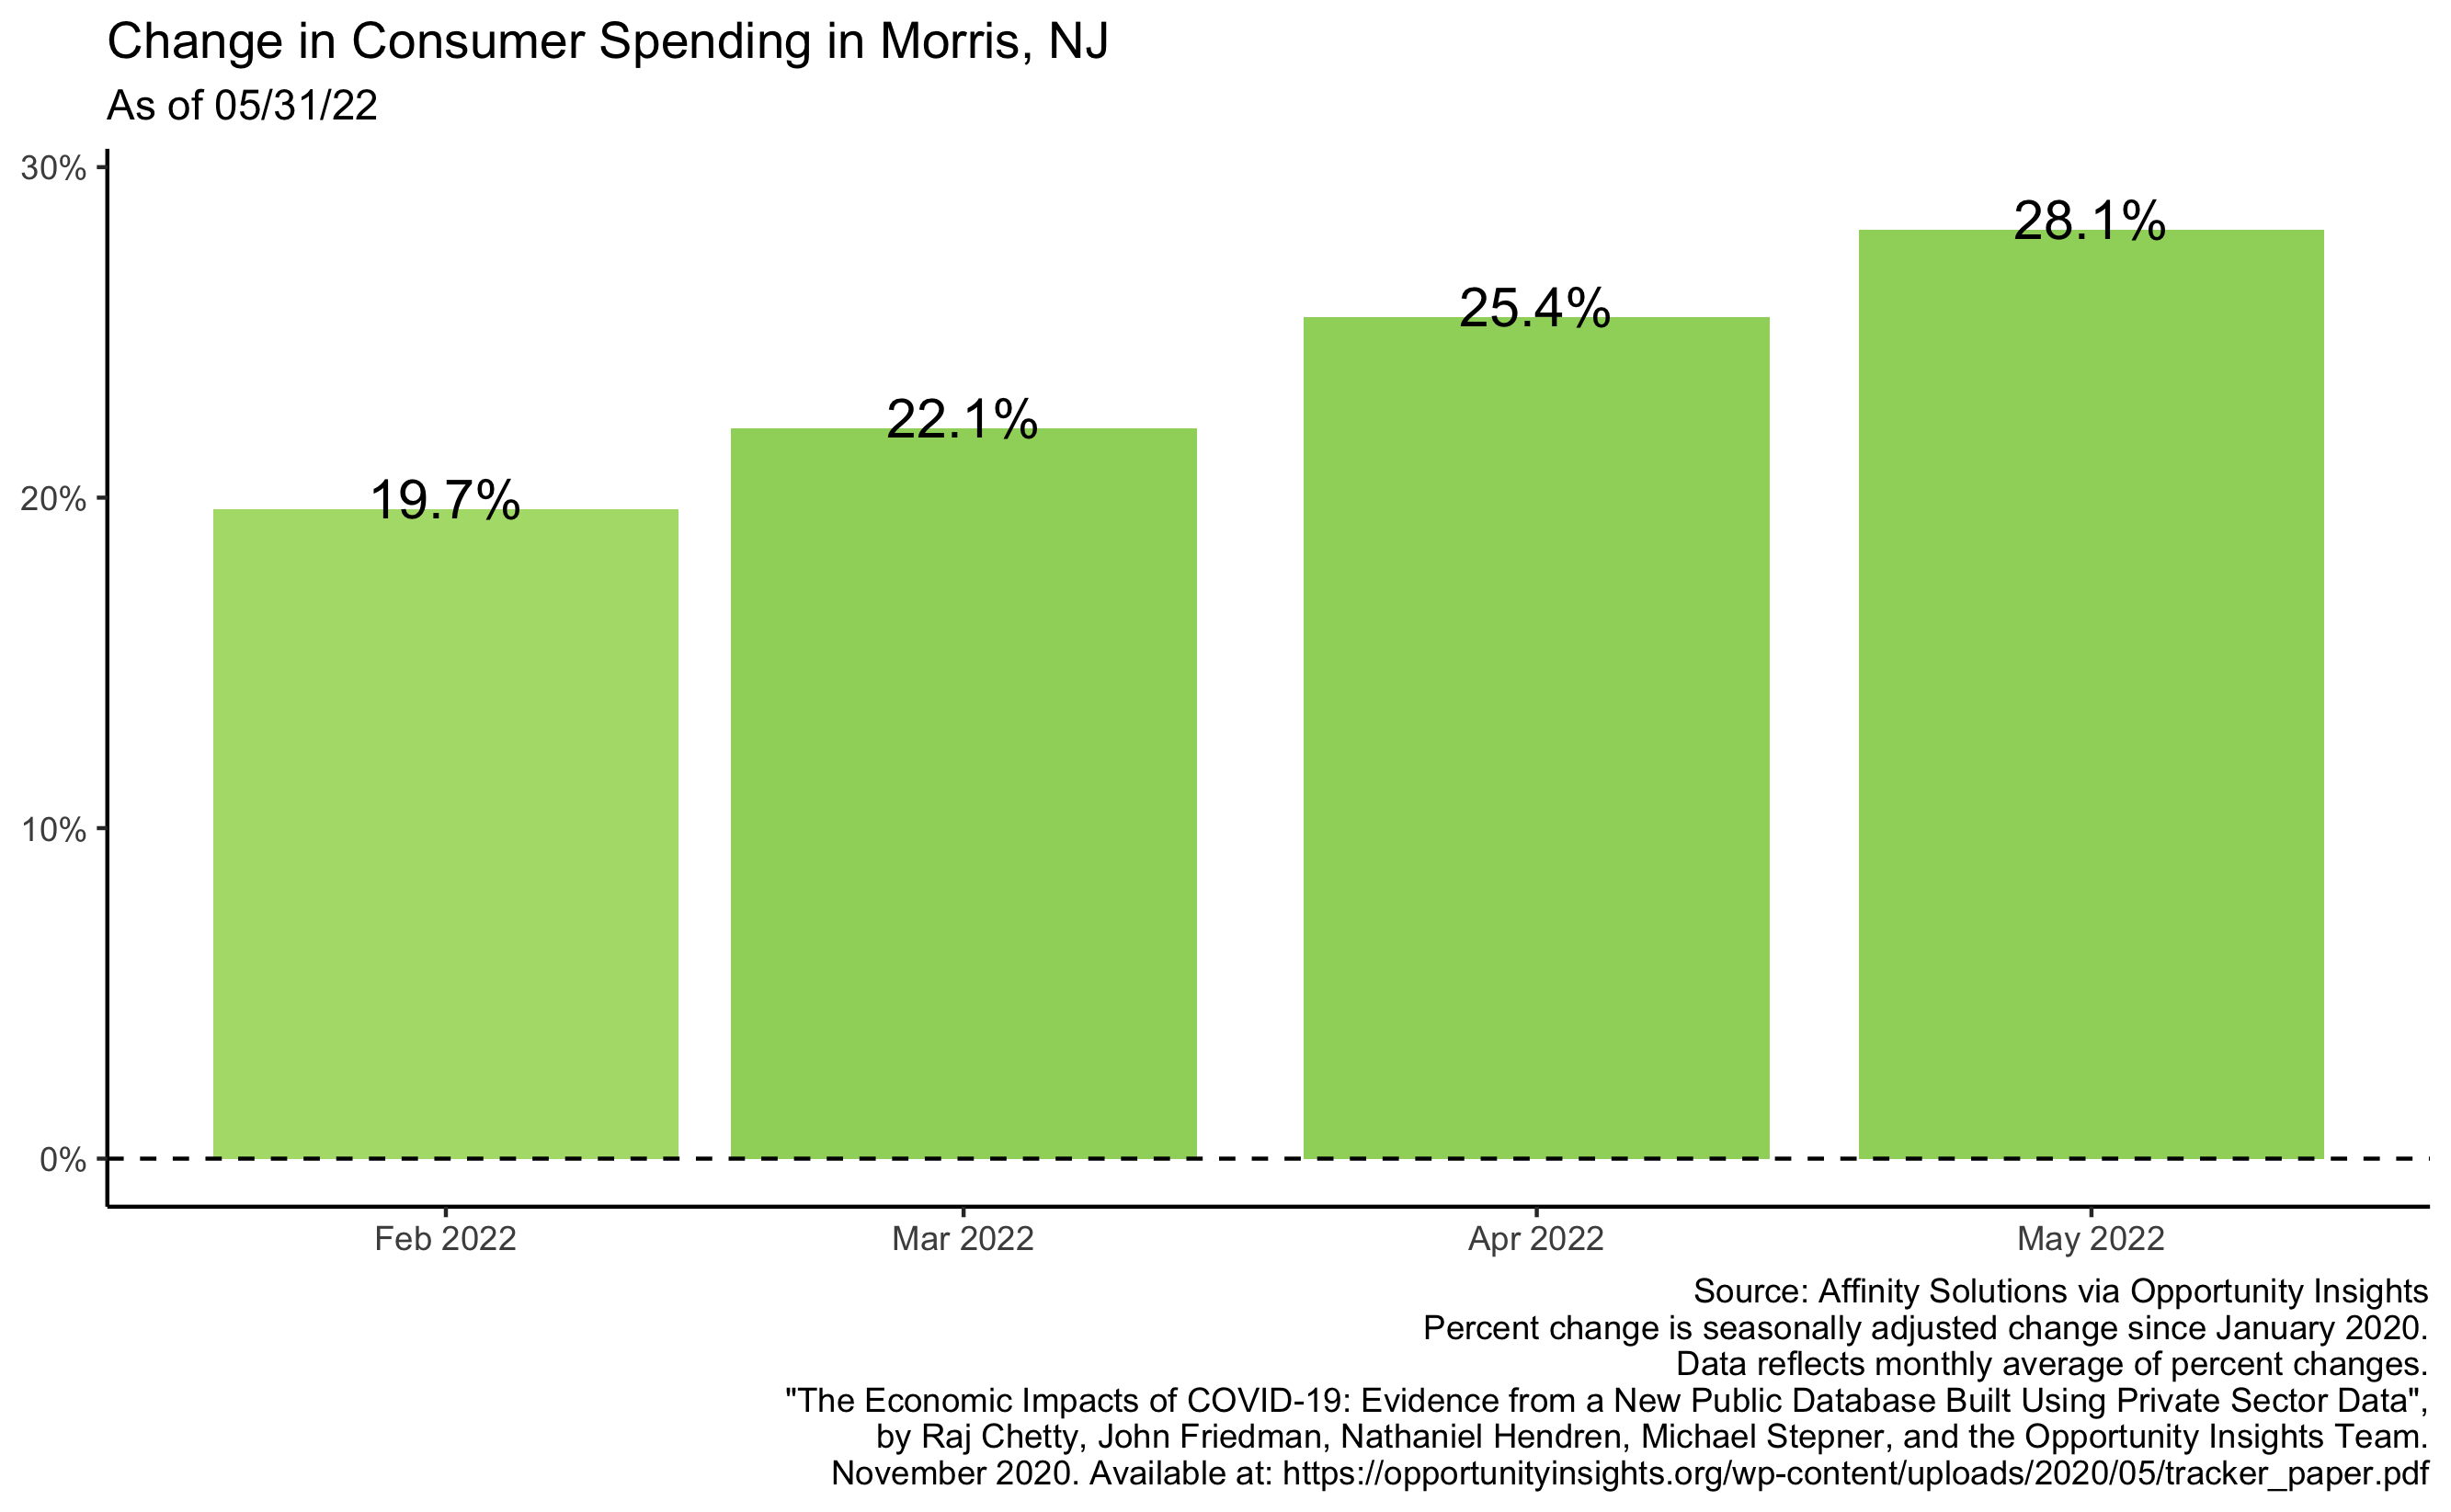 Change in Consumer Spending in Morris, NJ
As of 05/31/22
30%
20%
10%
0%
19.7%
22.1%
25.4%
28.1%
Feb 2022
Mar 2022
Apr 2022
May 2022
Source: Affinity Solutions via Opportunity Insights
Percent change is seasonally adjusted change since January 2020.
Data reflects monthly average of percent changes.
"The Economic Impacts of COVID-19: Evidence from a New Public Database Built Using Private Sector Data",
by Raj Chetty, John Friedman, Nathaniel Hendren, Michael Stepner, and the Opportunity Insights Team.
November 2020. Available at: https://opportunityinsights.org/wp-content/uploads/2020/05/tracker_paper.pdf